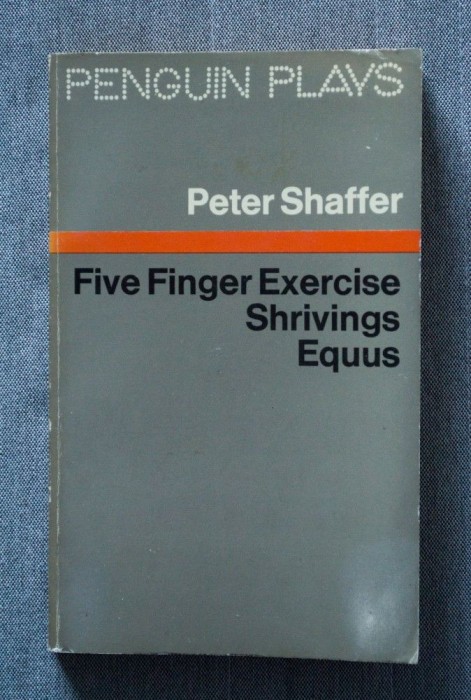 PENGUIN PLAYS
Peter Shaffer
Five Finger Exercise
Shrivings
Equus